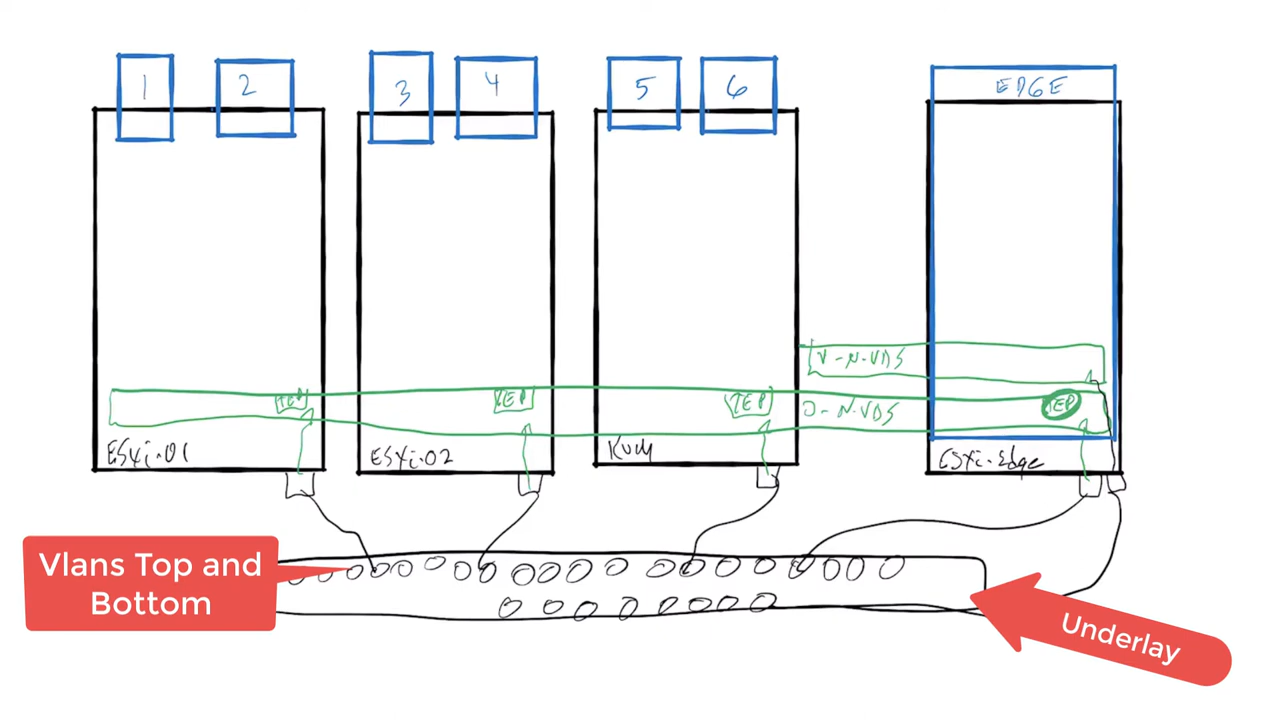 1
2
3
4
5
6
EDGE
V-N-VDS
TEP
TEP
TEP
O-N-VDS
TEP
ESXi-01
ESXi-02
KVM
ESXi-Edge
Vlans Top and
Bottom
Underlay